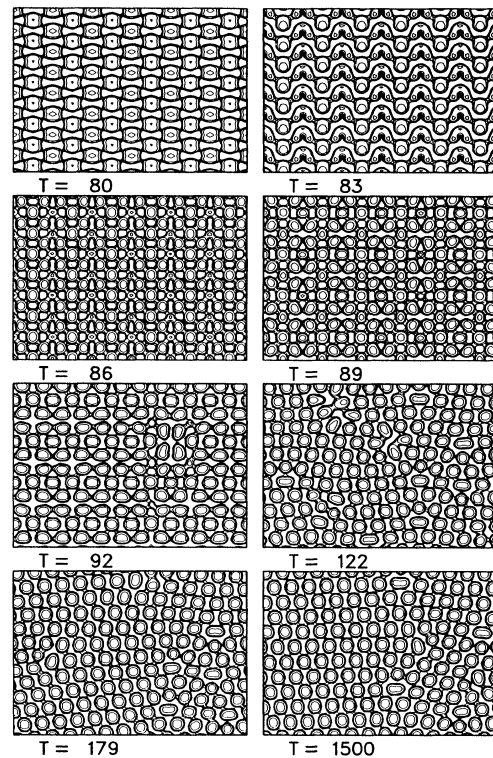 T = 80
T = 83
T = 86
T = 89
T = 92
T = 122
T = 179
T = 1500